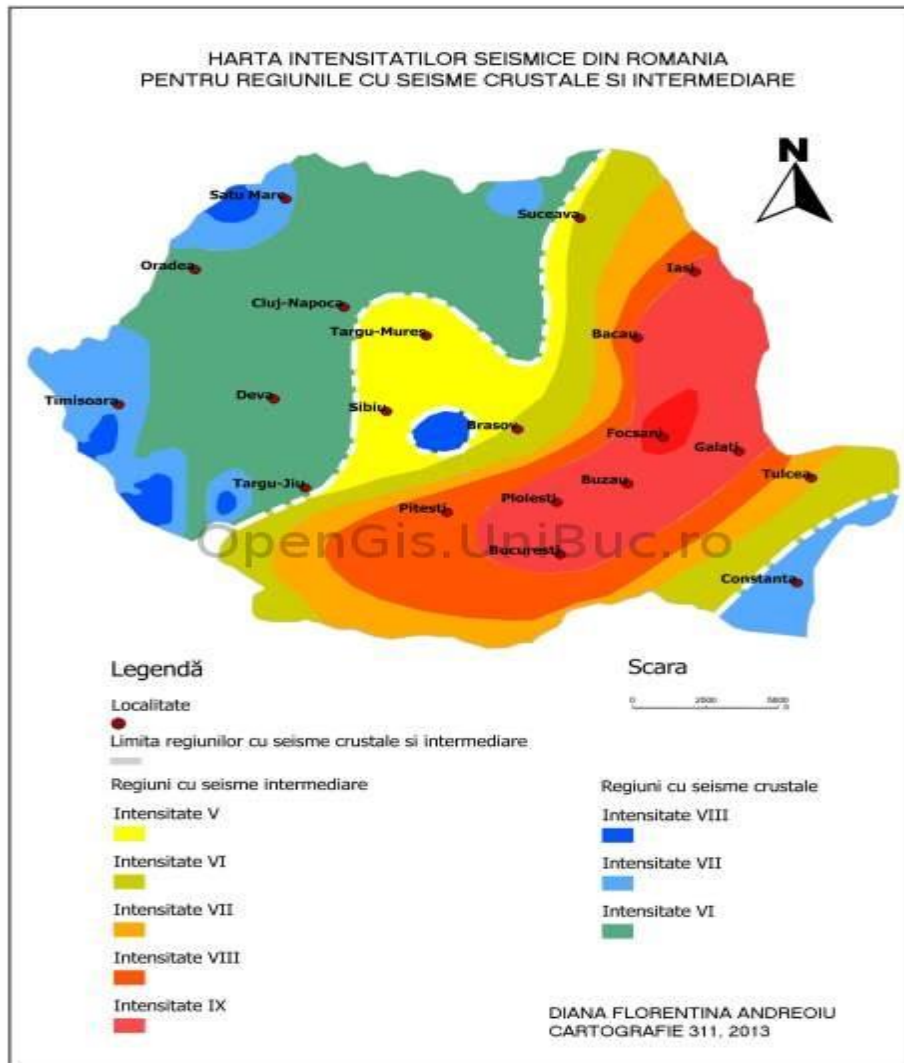 HARTA INTENSITATILOR SEISMICE DIN ROMANIA
PENTRU REGIUNILE CU SEISME CRUSTALE SI INTERMEDIARE
N
Satu Mare
Suceava
Oradea
Iasi
Cluj-Napoca
Targu-Mures
Bacau
Timisoara
Deva
Sibiu
Brasov
Focsani
Galati
Targu-Jiu
Buzau
Tulcea
Pitesti
Ploiesti
OpenGis.UniBuc.ro
Bucuresti
Constanta
Legendă
Scara
Localitate
Limita regiunilor cu seisme crustale si intermediare
Regiuni cu seisme intermediare
Intensitate V
Intensitate VI
Intensitate VII
Intensitate VIII
Intensitate IX
Regiuni cu seisme crustale
Intensitate VIII
Intensitate VII
Intensitate VI
DIANA FLORENTINA ANDREOIU
CARTOGRAFIE 311, 2013